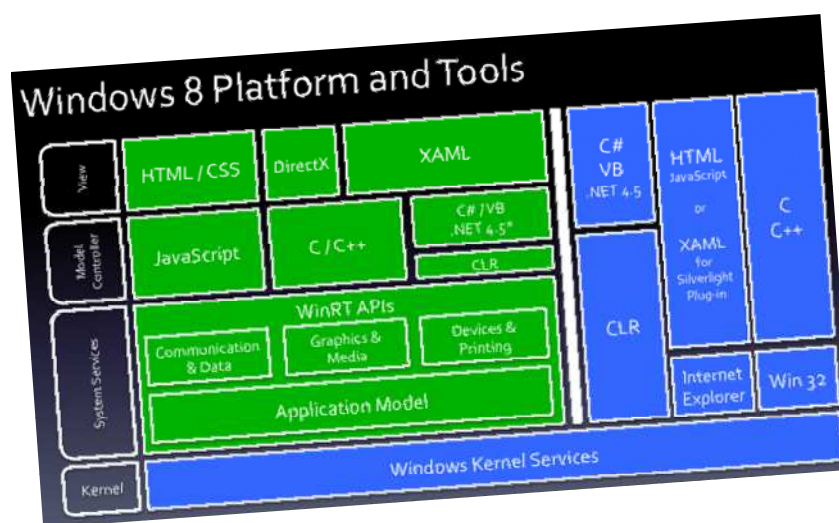 Windows 8 Platform and Tools
View
HTML / CSS
DirectX
XAML
C#
VB
.NET 4.5
HTML
JavaScript
or
XAML
for
Silverlight
Plug-in
C
C++
Model
Controller
JavaScript
C / C++
C# / VB
.NET 4.5*
CLR
CLR
System Services
WinRT APIs
Communication
& Data
Graphics &
Media
Devices &
Printing
Application Model
Internet
Explorer
Win 32
Kernel
Windows Kernel Services